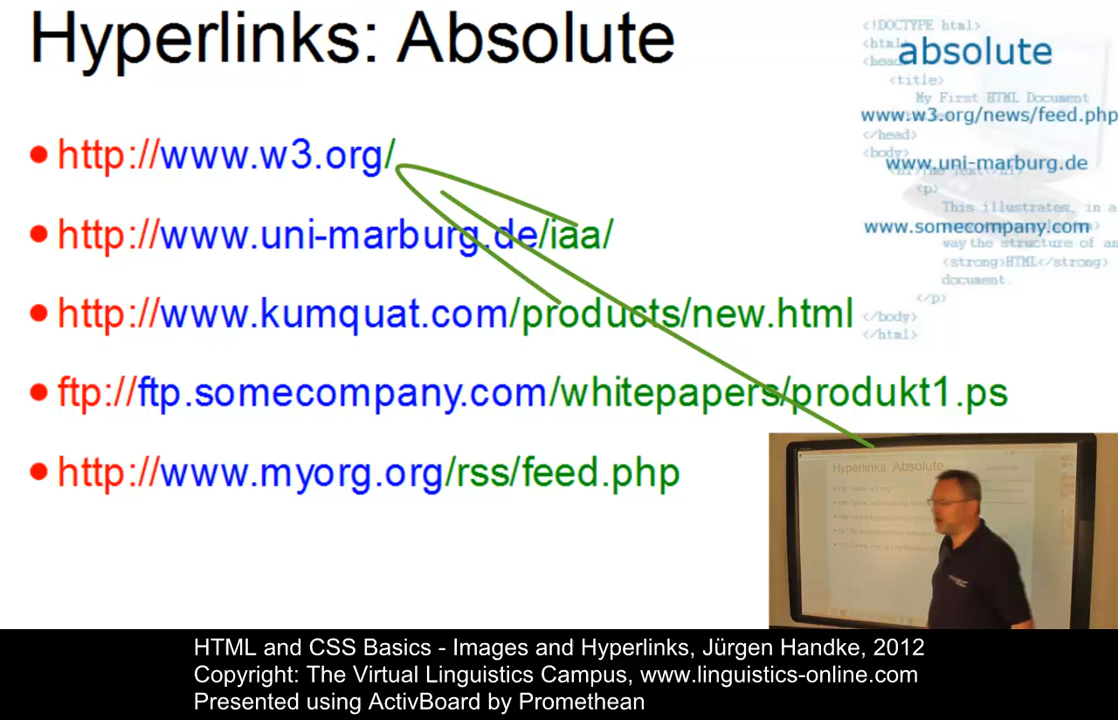 Hyperlinks: Absolute
http://www.w3.org/
http://www.uni-marburg.de/iaa/
http://www.kumquat.com/products/new.html
ftp://ftp.somecompany.com/whitepapers/produkt1.ps
http://www.myorg.org/rss/feed.php
<!DOCTYPE html>
absolute
<title>
My First HTML Document
www.w3.org/news/feed.php
</head>
<body>
www.uni-marburg.de
<p>
This illustrates, in a
www.somecompany.com
way the structure of an
<strong>HTML</strong>
document.
</p>
</body>
</html>
Hyperlinks Absolute
HTML and CSS Basics - Images and Hyperlinks, Jürgen Handke, 2012
Copyright: The Virtual Linguistics Campus, www.linguistics-online.com
Presented using ActivBoard by Promethean